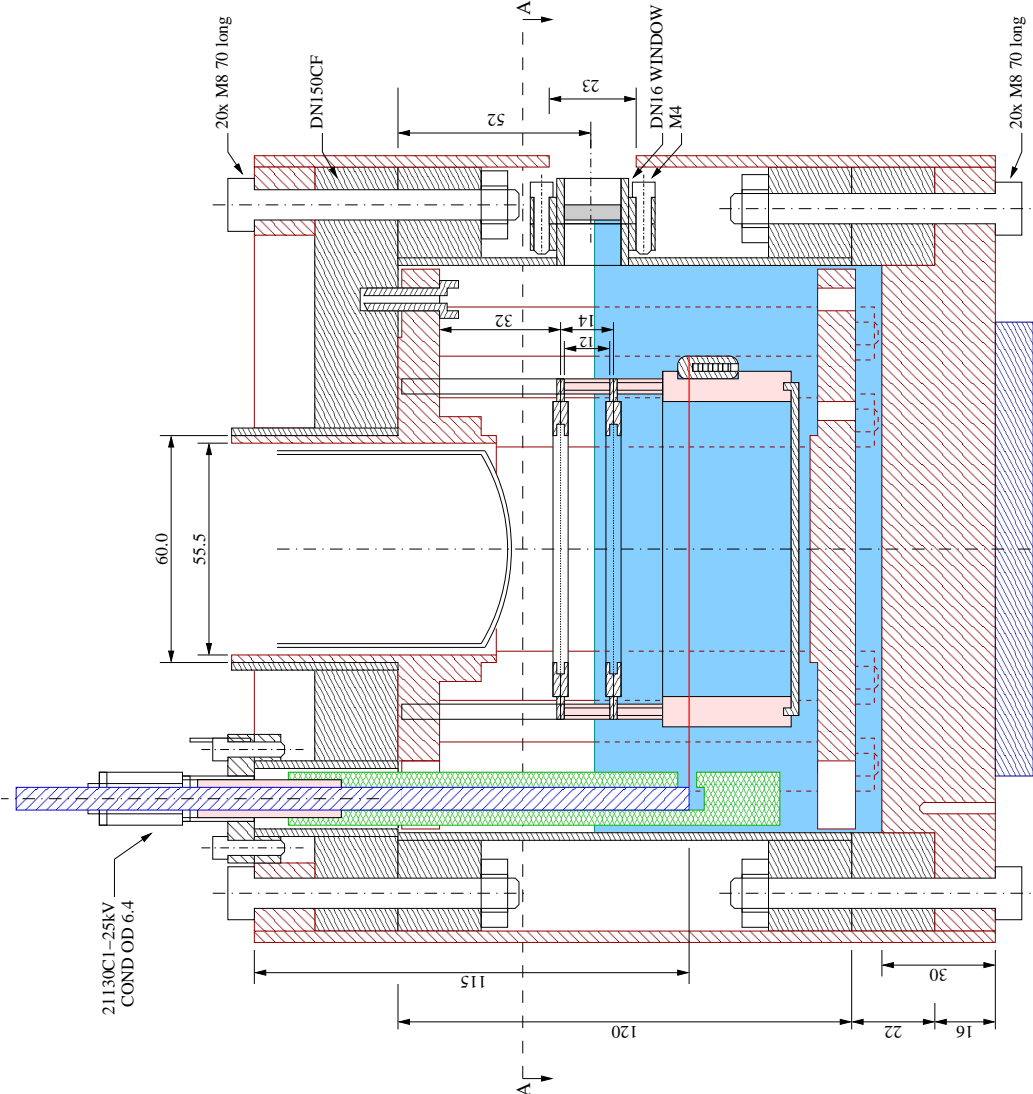 A
20x M8 70 long
DN150CF
52
23
DN16 WINDOW
M4
20x M8 70 long
32
14
12
60.0
55.5
21130C1-25kV
COND OD 6.4
115
30
120
22
16
A